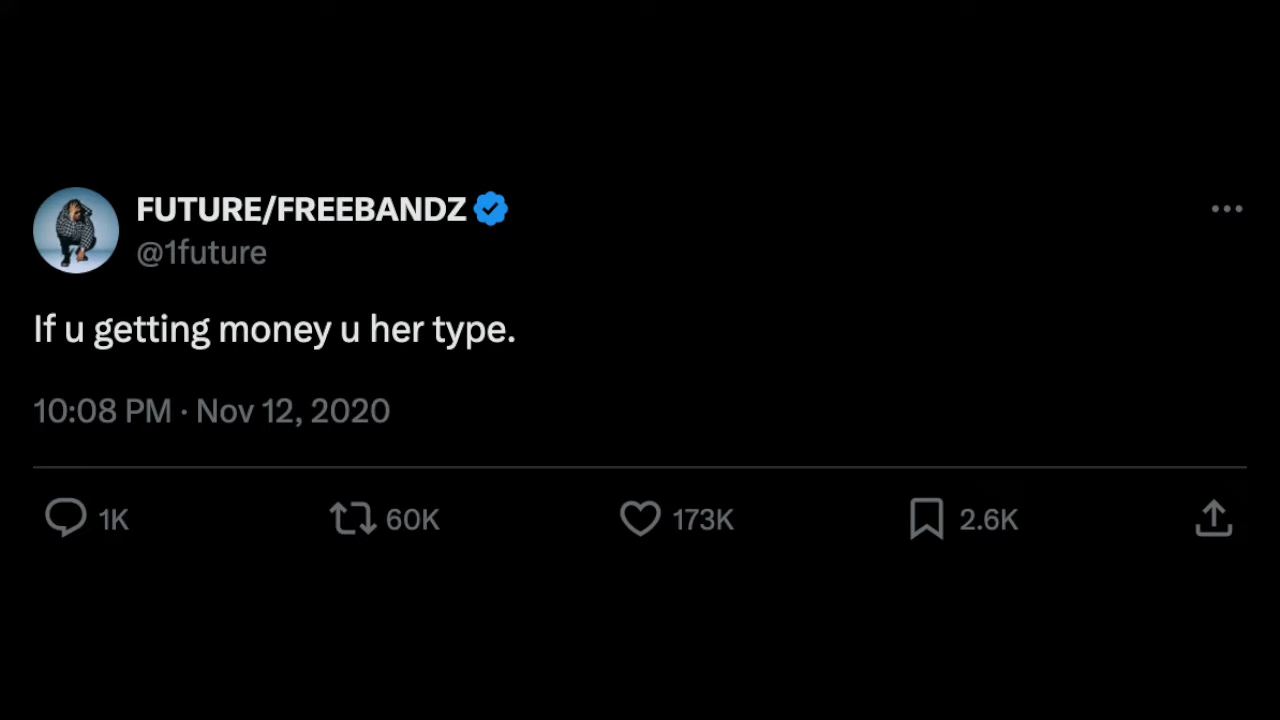 FUTURE/FREEBANDZ
@1future
If u getting money u her type.
10:08 PM · Nov 12, 2020
1K 60K 173K 2.6K